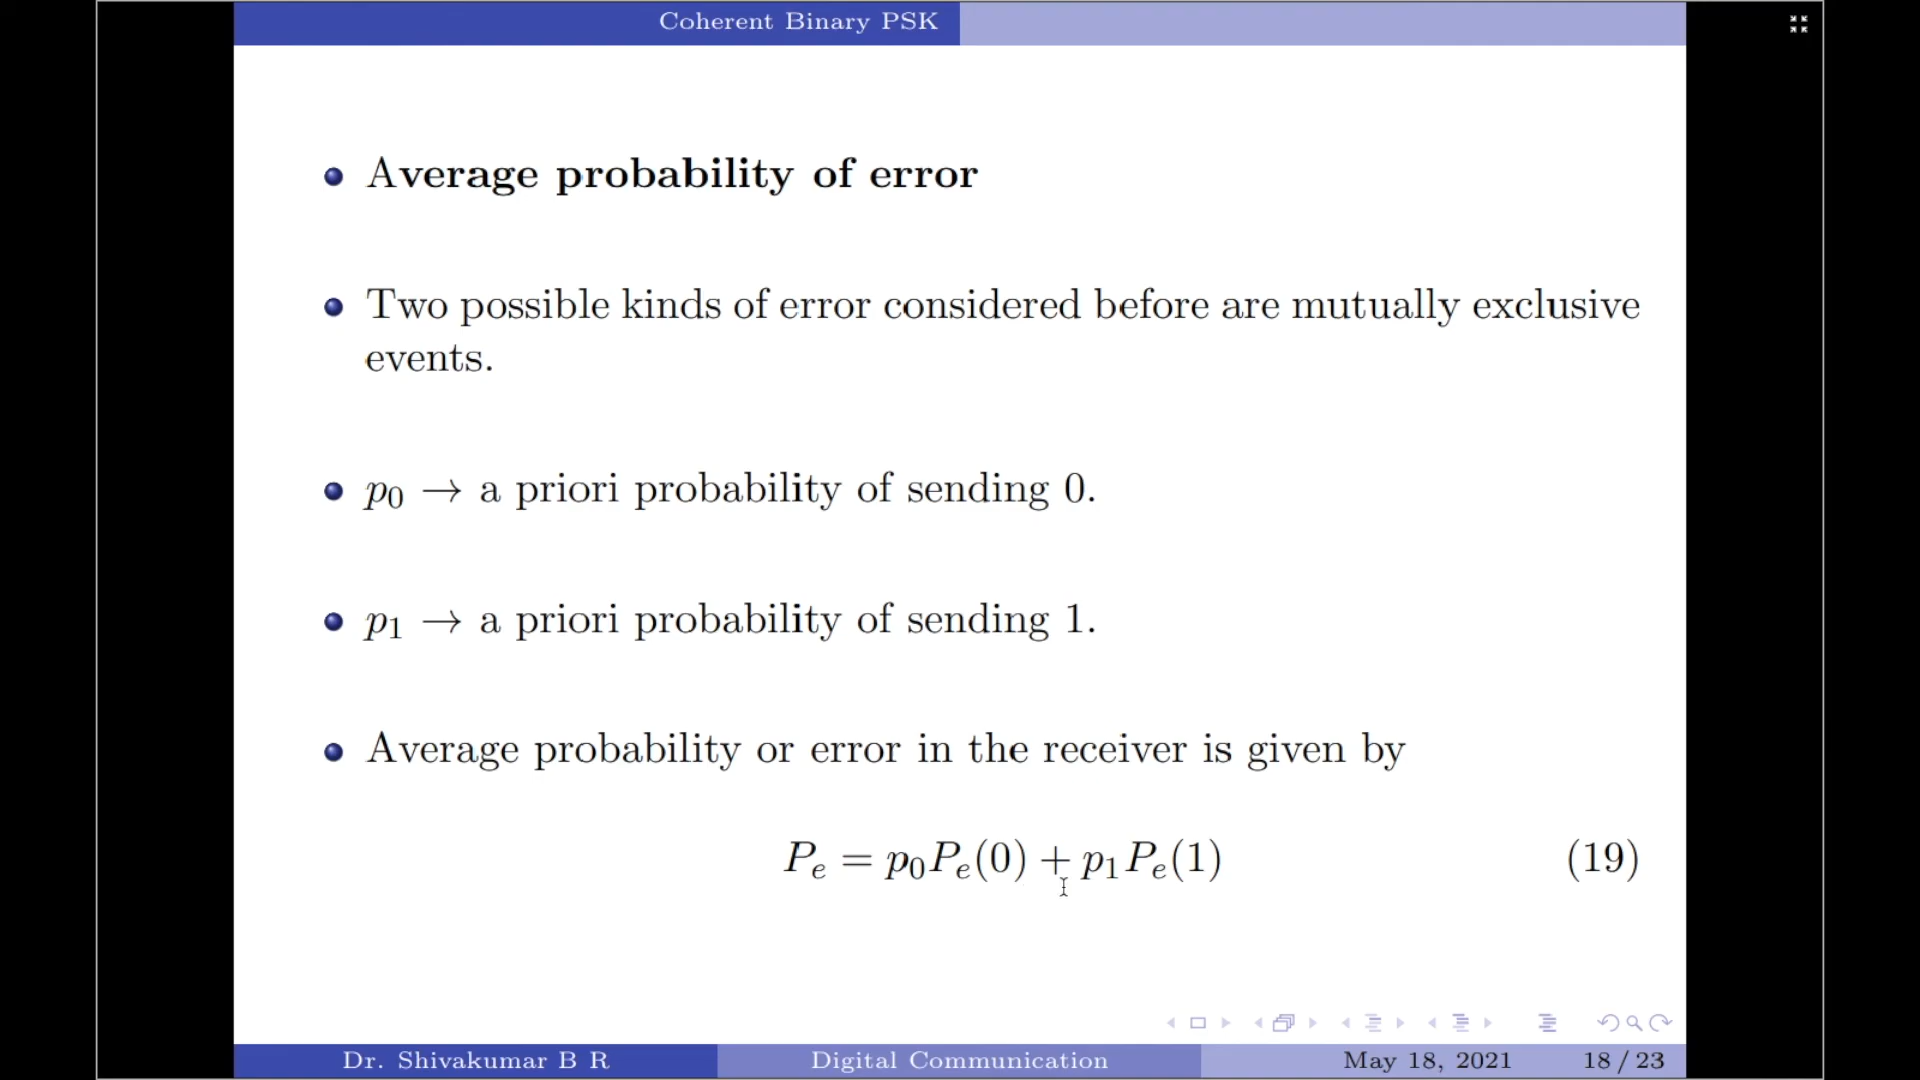 Coherent Binary PSK
Average probability of error
Two possible kinds of error considered before are mutually exclusive
events.
p₀ → a priori probability of sending 0.
p₁ → a priori probability of sending 1.
Average probability or error in the receiver is given by
Pₑ = p₀Pₑ(0) + p₁Pₑ(1) (19)
Dr. Shivakumar B R Digital Communication May 18, 2021 18 / 23